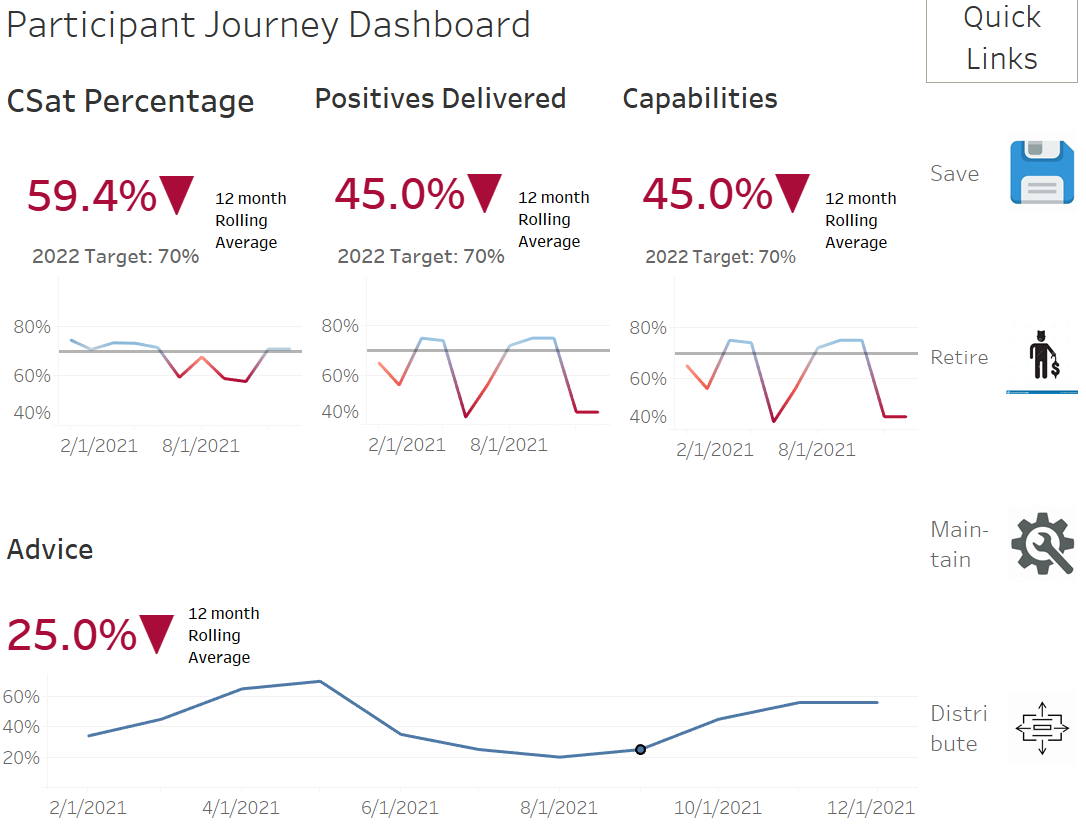 Participant Journey Dashboard
Quick
Links
CSat Percentage
Positives Delivered
Capabilities
59.4%
12 month
Rolling
Average
2022 Target: 70%
45.0%
12 month
Rolling
Average
2022 Target: 70%
45.0%
12 month
Rolling
Average
2022 Target: 70%
Save
80%
60%
40%
2/1/2021 8/1/2021
80%
60%
40%
2/1/2021 8/1/2021
80%
60%
40%
2/1/2021 8/1/2021
Retire
$
Main-
tain
Advice
25.0%
12 month
Rolling
Average
60%
40%
20%
2/1/2021 4/1/2021 6/1/2021 8/1/2021 10/1/2021 12/1/2021
Distri
bute